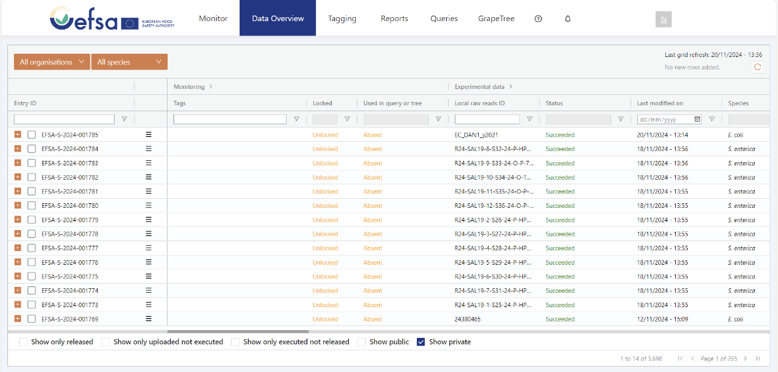 efsa
EUROPEAN FOOD
SAFETY AUTHORITY
Monitor
Data Overview
Tagging
Reports
Queries
GrapeTree
All organisations
All species
Last grid refresh: 20/11/2024 - 13:36
No new rows added.
Monitoring >
Experimental data >
Entry ID Tags Locked Used in query or tree Local raw reads ID Status Last modified on Species
dd/mm/yyyy
EFSA-S-2024-001785 Unlocked Absent EC_DAN1_y2021 Succeeded 20/11/2024 - 13:14 E. coli
EFSA-S-2024-001784 Unlocked Absent R24-SAL19-8-S32-24-P-HP... Succeeded 18/11/2024 - 13:56 S. enterica
EFSA-S-2024-001783 Unlocked Absent R24-SAL19-9-S33-24-O-P-7... Succeeded 18/11/2024 - 13:56 S. enterica
EFSA-S-2024-001782 Unlocked Absent R24-SAL19-10-S34-24-O-T... Succeeded 18/11/2024 - 13:56 S. enterica
EFSA-S-2024-001781 Unlocked Absent R24-SAL19-11-S35-24-O-P-... Succeeded 18/11/2024 - 13:55 S. enterica
EFSA-S-2024-001780 Unlocked Absent R24-SAL19-12-S36-24-O-P-... Succeeded 18/11/2024 - 13:55 S. enterica
EFSA-S-2024-001779 Unlocked Absent R24-SAL19-2-S26-24-P-HP... Succeeded 18/11/2024 - 13:55 S. enterica
EFSA-S-2024-001778 Unlocked Absent R24-SAL19-3-S27-24-P-HP... Succeeded 18/11/2024 - 13:55 S. enterica
EFSA-S-2024-001777 Unlocked Absent R24-SAL19-4-S28-24-P-HP... Succeeded 18/11/2024 - 13:55 S. enterica
EFSA-S-2024-001776 Unlocked Absent R24-SAL19-5-S29-24-P-HP... Succeeded 18/11/2024 - 13:55 S. enterica
EFSA-S-2024-001775 Unlocked Absent R24-SAL19-6-S30-24-P-HP... Succeeded 18/11/2024 - 13:55 S. enterica
EFSA-S-2024-001774 Unlocked Absent R24-SAL19-7-S31-24-P-HP... Succeeded 18/11/2024 - 13:55 S. enterica
EFSA-S-2024-001773 Unlocked Absent R24-SAL19-1-S25-24-P-HP... Succeeded 18/11/2024 - 13:55 S. enterica
EFSA-S-2024-001769 Unlocked Absent 24380465 Succeeded 12/11/2024 - 15:09 E. coli
Show only released Show only uploaded not executed Show only executed not released Show public Show private
1 to 14 of 3,698 Page 1 of 265